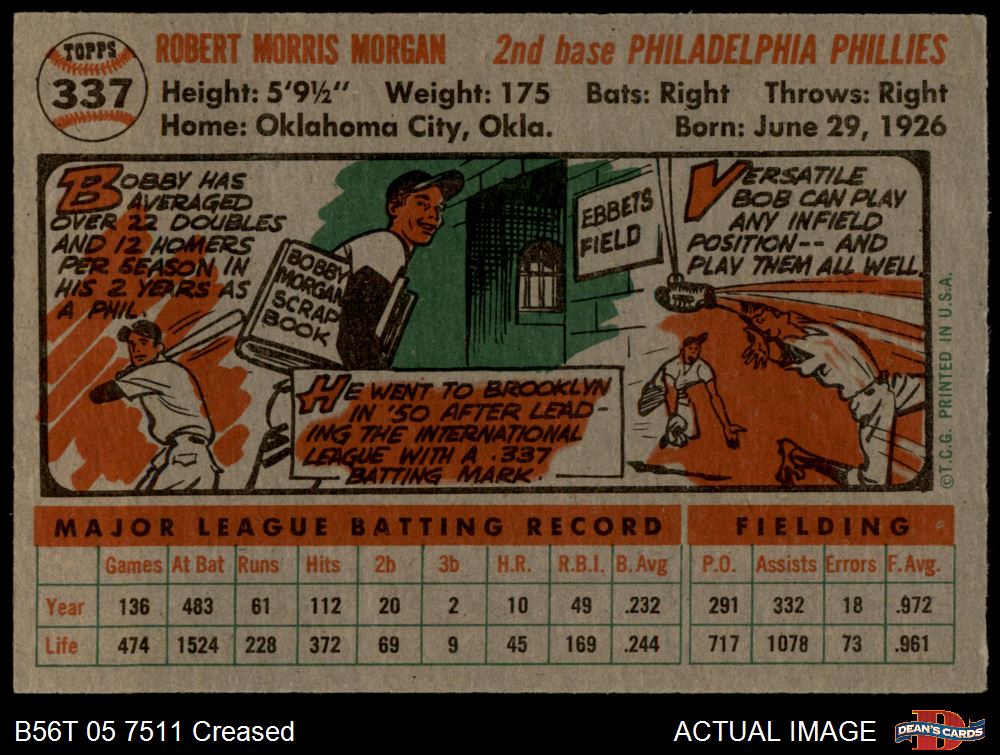 TOPPS
337
ROBERT MORRIS MORGAN 2nd base PHILADELPHIA PHILLIES
Height: 5'9½" Weight: 175 Bats: Right Throws: Right
Home: Oklahoma City, Okla. Born: June 29, 1926
BOBBY HAS
AVERAGED
OVER 22 DOUBLES
AND 12 HOMERS
PER SEASON IN
HIS 2 YEARS AS
A PHIL.
BOBBY
MORGAN
SCRAP
BOOK
EBBETS
FIELD
HE WENT TO BROOKLYN
IN '50 AFTER LEAD-
ING THE INTERNATIONAL
LEAGUE WITH A .337
BATTING MARK.
VERSATILE
BOB CAN PLAY
ANY INFIELD
POSITION-- AND
PLAY THEM ALL WELL.
©T.C.G. PRINTED IN U.S.A.
MAJOR LEAGUE BATTING RECORD FIELDING
Games At Bat Runs Hits 2b 3b H.R. R.B.I. B. Avg P.O. Assists Errors F. Avg.
Year 136 483 61 112 20 2 10 49 .232 291 332 18 .972
Life 474 1524 228 372 69 9 45 169 .244 717 1078 73 .961
B56T 05 7511 Creased ACTUAL IMAGE DEAN'S CARDS